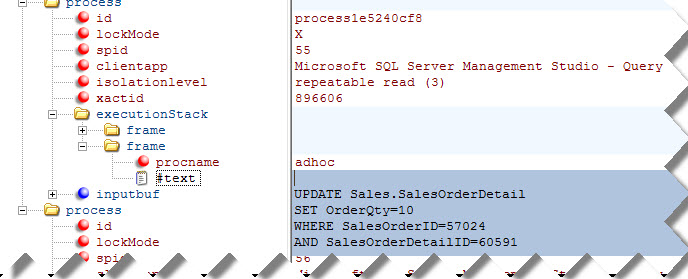 process
id process1e5240cf8
lockMode X
spid 55
clientapp Microsoft SQL Server Management Studio - Query
isolationlevel repeatable read (3)
xactid 896606
executionStack
frame
frame
procname adhoc
#text
inputbuf UPDATE Sales.SalesOrderDetail
process SET OrderQty=10
id WHERE SalesOrderID=57024
lockMode AND SalesOrderDetailID=60591
56